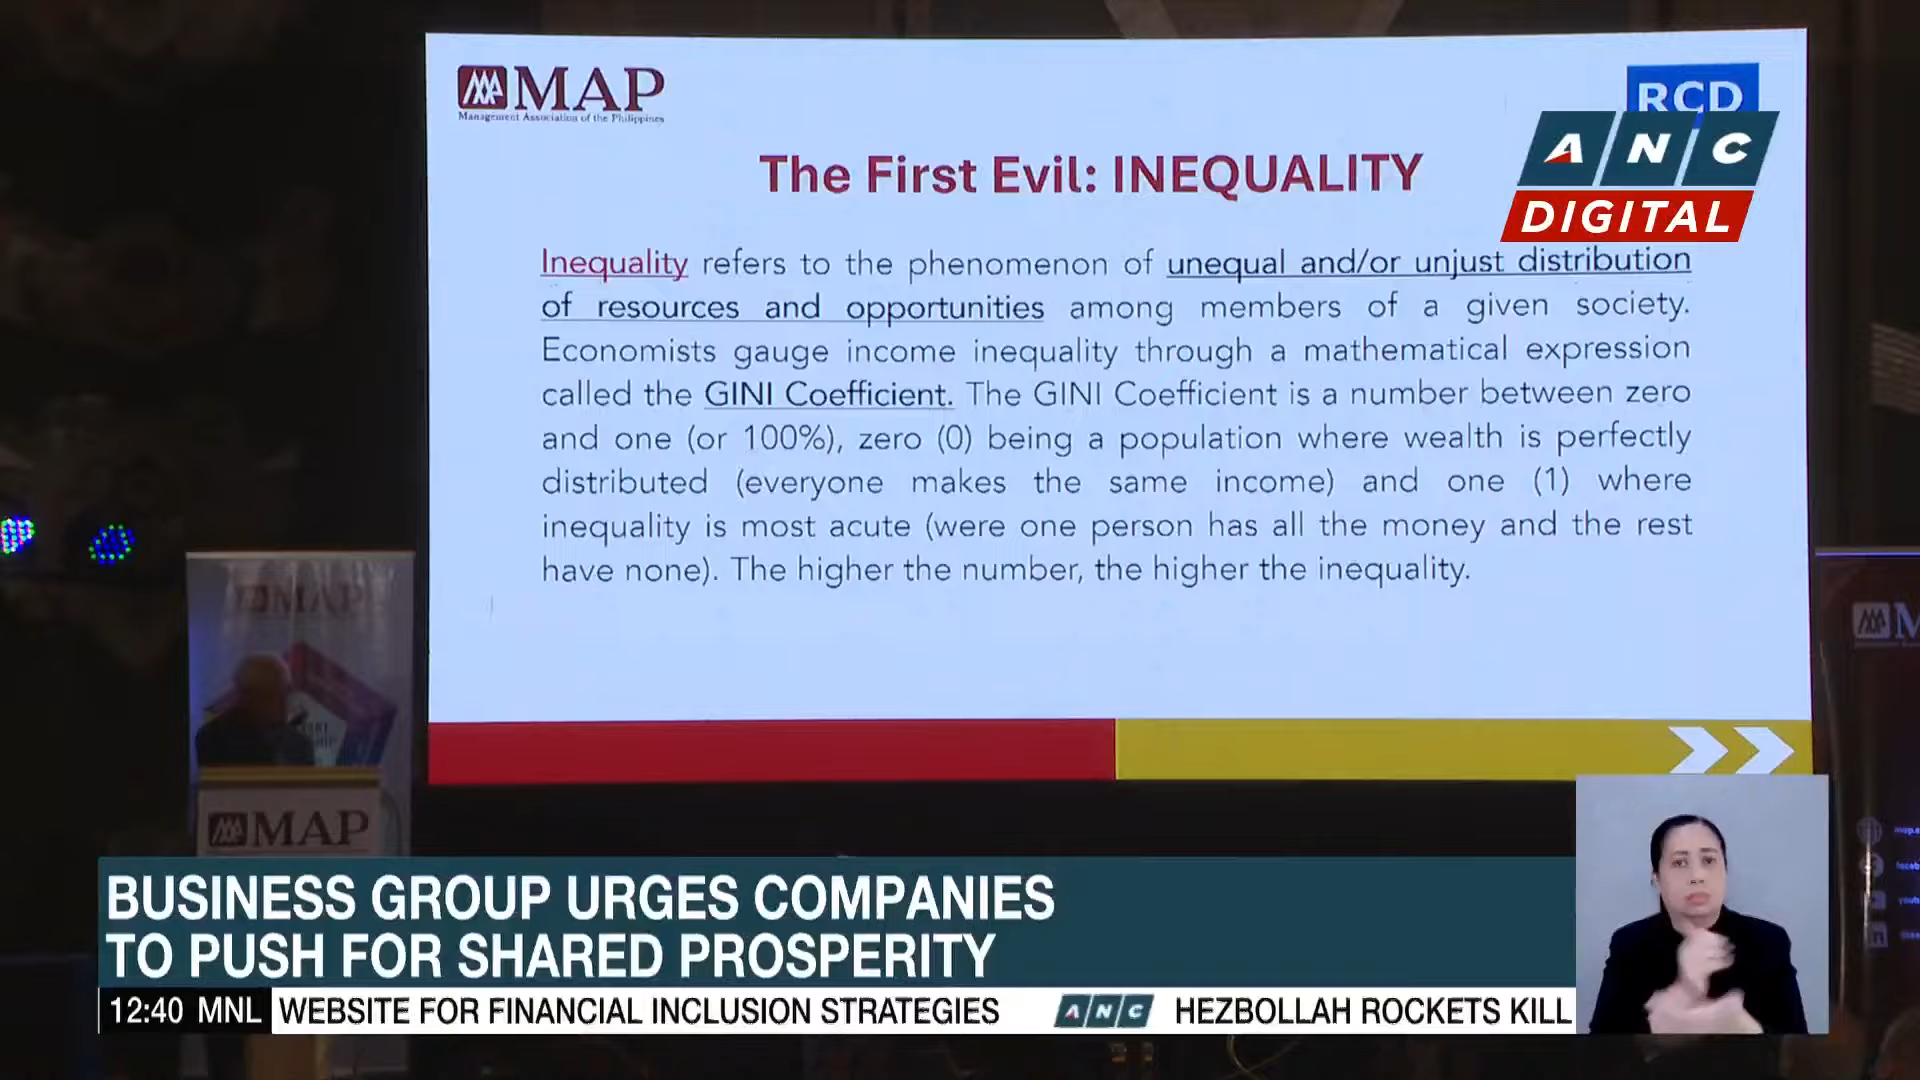 MAP
Management Association of the Philippines
RCD
ANC
DIGITAL
The First Evil: INEQUALITY
Inequality refers to the phenomenon of unequal and/or unjust distribution
of resources and opportunities among members of a given society.
Economists gauge income inequality through a mathematical expression
called the GINI Coefficient. The GINI Coefficient is a number between zero
and one (or 100%), zero (0) being a population where wealth is perfectly
distributed (everyone makes the same income) and one (1) where
inequality is most acute (were one person has all the money and the rest
have none). The higher the number, the higher the inequality.
MAP
MAP
BUSINESS GROUP URGES COMPANIES
TO PUSH FOR SHARED PROSPERITY
12:40 MNL WEBSITE FOR FINANCIAL INCLUSION STRATEGIES ANC HEZBOLLAH ROCKETS KILL